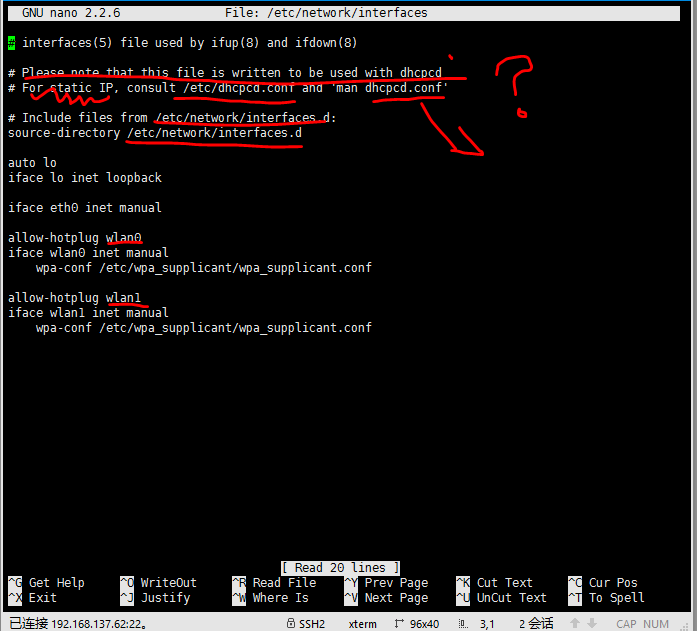 GNU nano 2.2.6 File: /etc/network/interfaces
# interfaces(5) file used by ifup(8) and ifdown(8)
# Please note that this file is written to be used with dhcpcd
# For static IP, consult /etc/dhcpcd.conf and 'man dhcpcd.conf'
# Include files from /etc/network/interfaces.d:
source-directory /etc/network/interfaces.d
auto lo
iface lo inet loopback
iface eth0 inet manual
allow-hotplug wlan0
iface wlan0 inet manual
wpa-conf /etc/wpa_supplicant/wpa_supplicant.conf
allow-hotplug wlan1
iface wlan1 inet manual
wpa-conf /etc/wpa_supplicant/wpa_supplicant.conf
?
[ Read 20 lines ]
^G Get Help ^O WriteOut ^R Read File ^Y Prev Page ^K Cut Text ^C Cur Pos
^X Exit ^J Justify ^W Where Is ^V Next Page ^U UnCut Text ^T To Spell
已连接 192.168.137.62:22。 SSH2 xterm 96x40 3,1 2 会话 CAP NUM